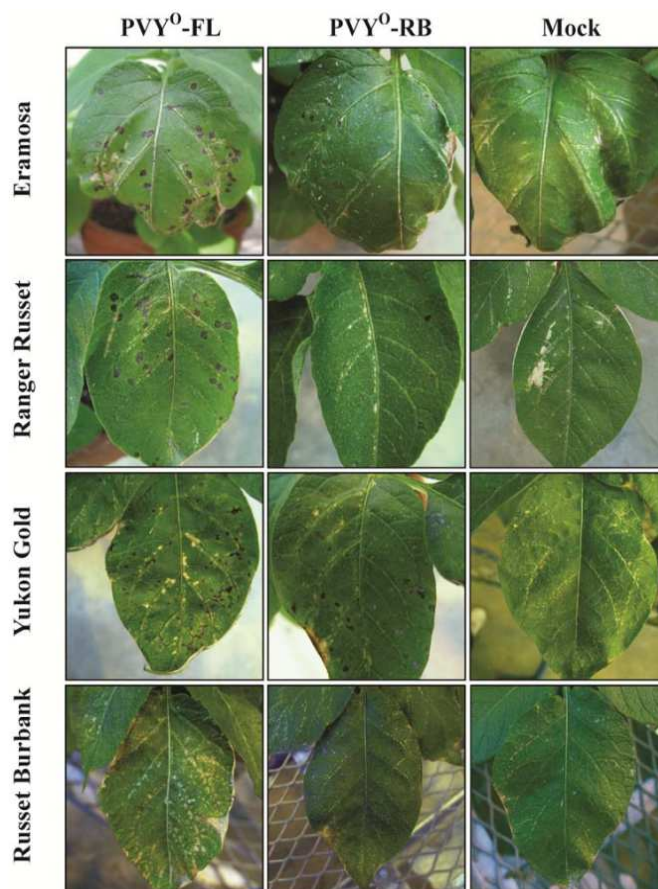 PVYᴼ-FL PVYᴼ-RB Mock
Eramosa
Ranger Russet
Yukon Gold
Russet Burbank